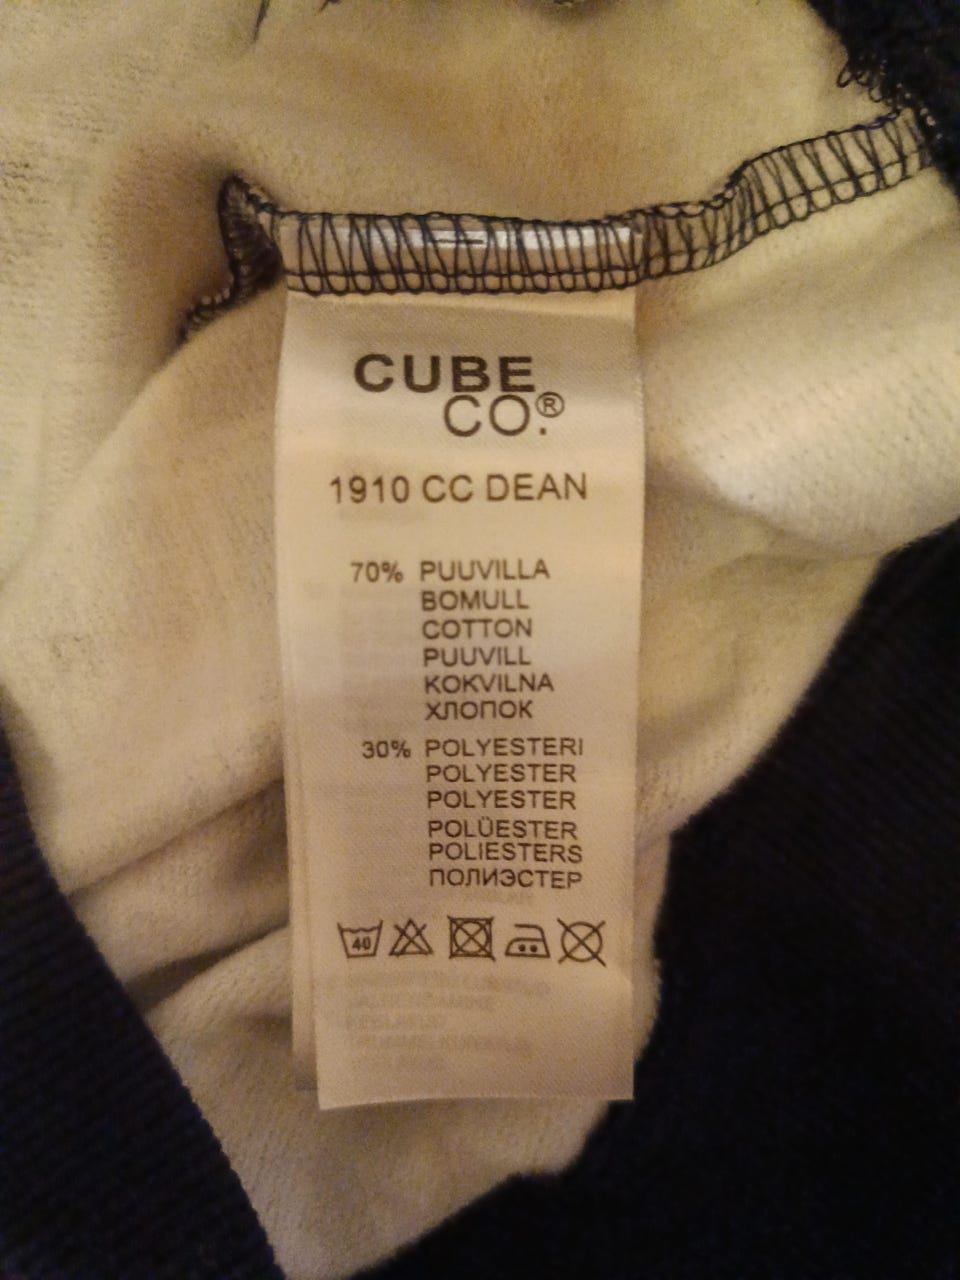 CUBE
CO.®
1910 CC DEAN
70% PUUVILLA
BOMULL
COTTON
PUUVILL
KOKVILNA
ХЛОПОК
30% POLYESTERI
POLYESTER
POLYESTER
POLÜESTER
POLIESTERS
ПОЛИЭСТЕР
40